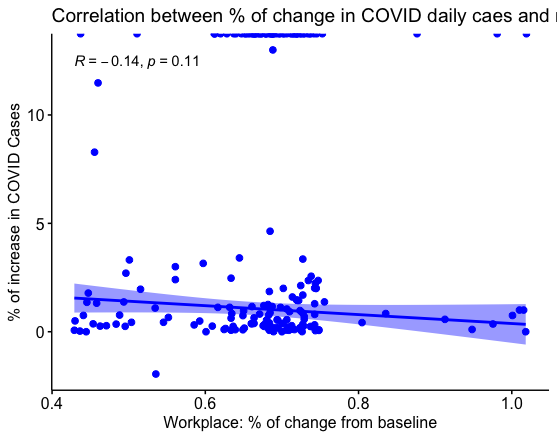 Correlation between % of change in COVID daily caes and
R = −0.14, p = 0.11
% of increase in COVID Cases
10
5
0
0.4 0.6 0.8 1.0
Workplace: % of change from baseline